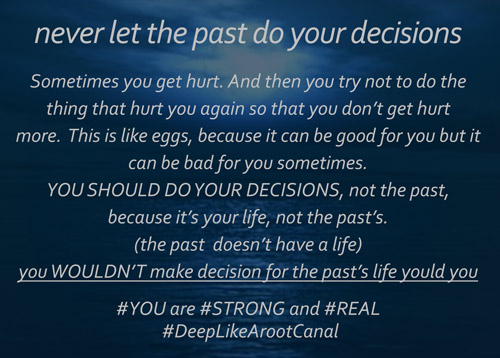 never let the past do your decisions
Sometimes you get hurt. And then you try not to do the
thing that hurt you again so that you don't get hurt
more. This is like eggs, because it can be good for you but it
can be bad for you sometimes.
YOU SHOULD DO YOUR DECISIONS, not the past,
because it's your life, not the past's.
(the past doesn't have a life)
you WOULDN'T make decision for the past's life yould you
#YOU are #STRONG and #REAL
#DeepLikeArootCanal